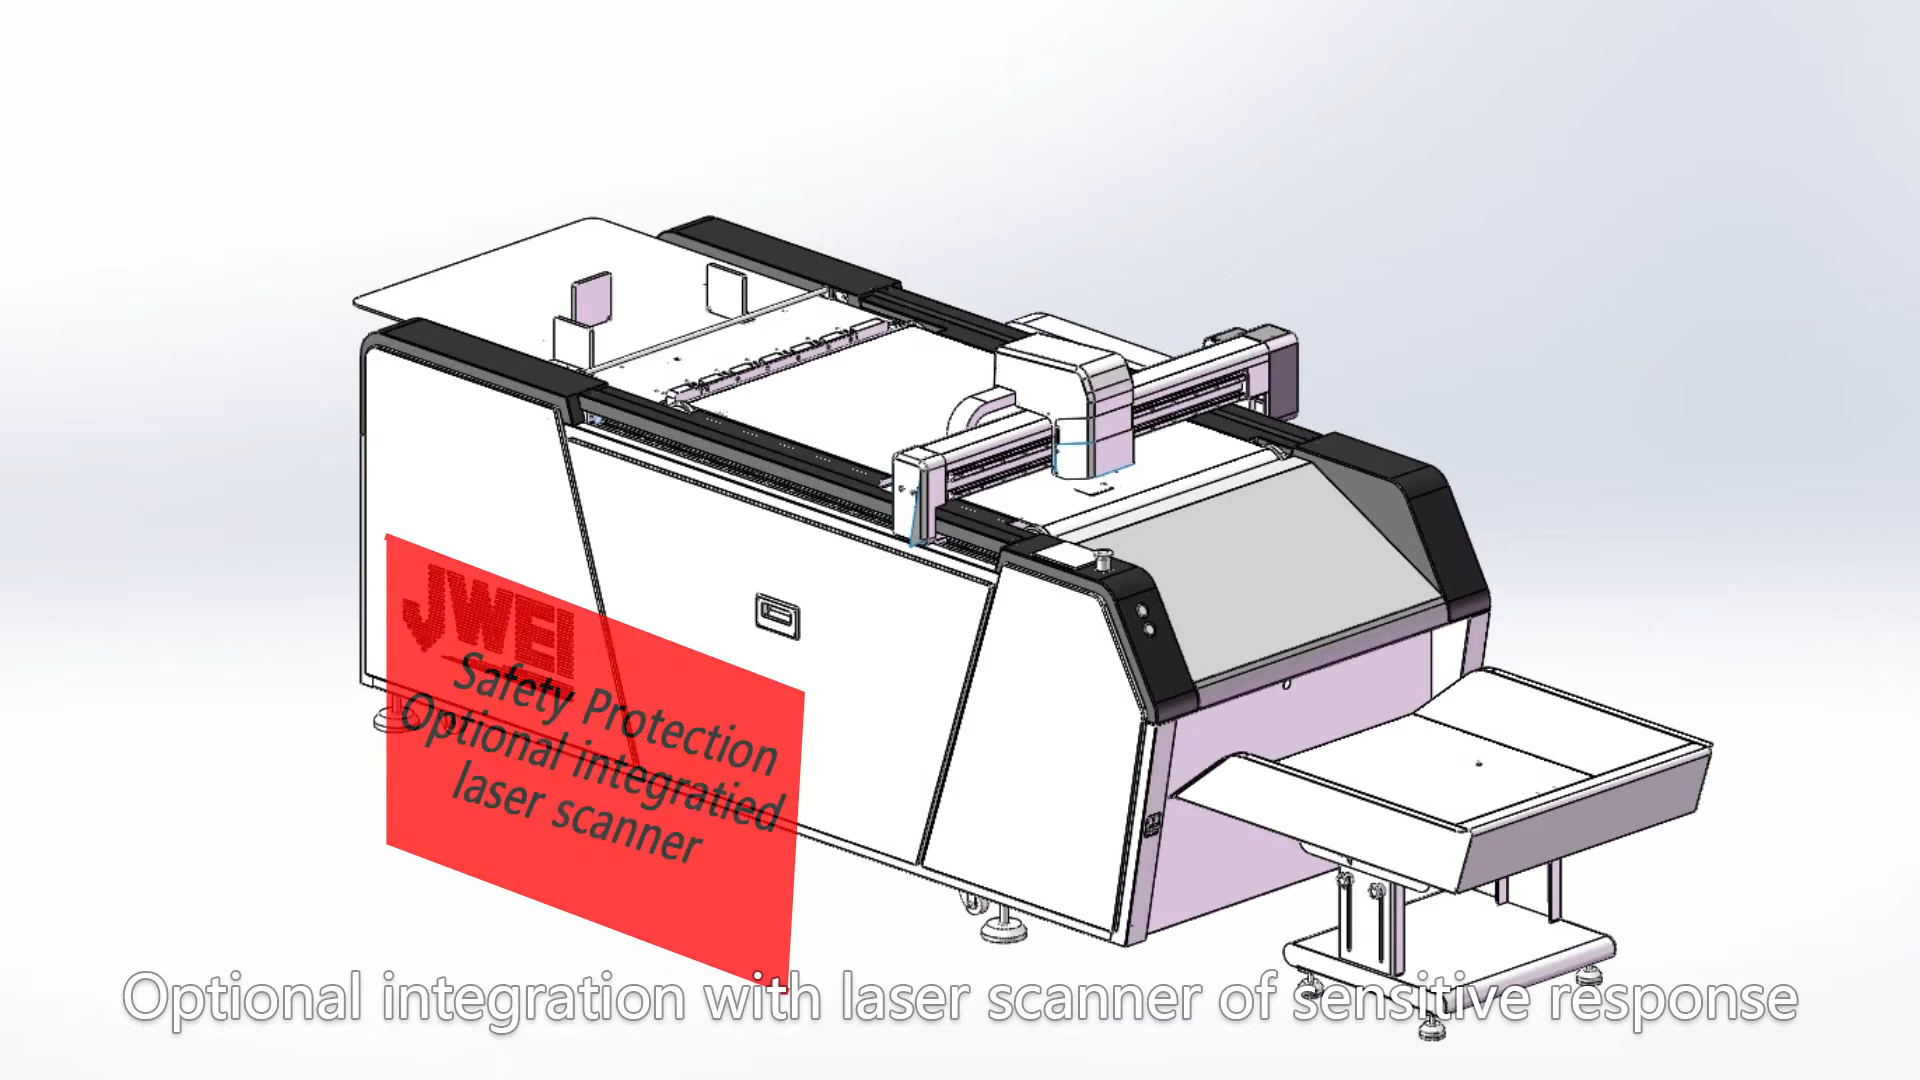 JWEI
Safety Protection
Optional integratied
laser scanner
Optional integration with laser scanner of sensitive response